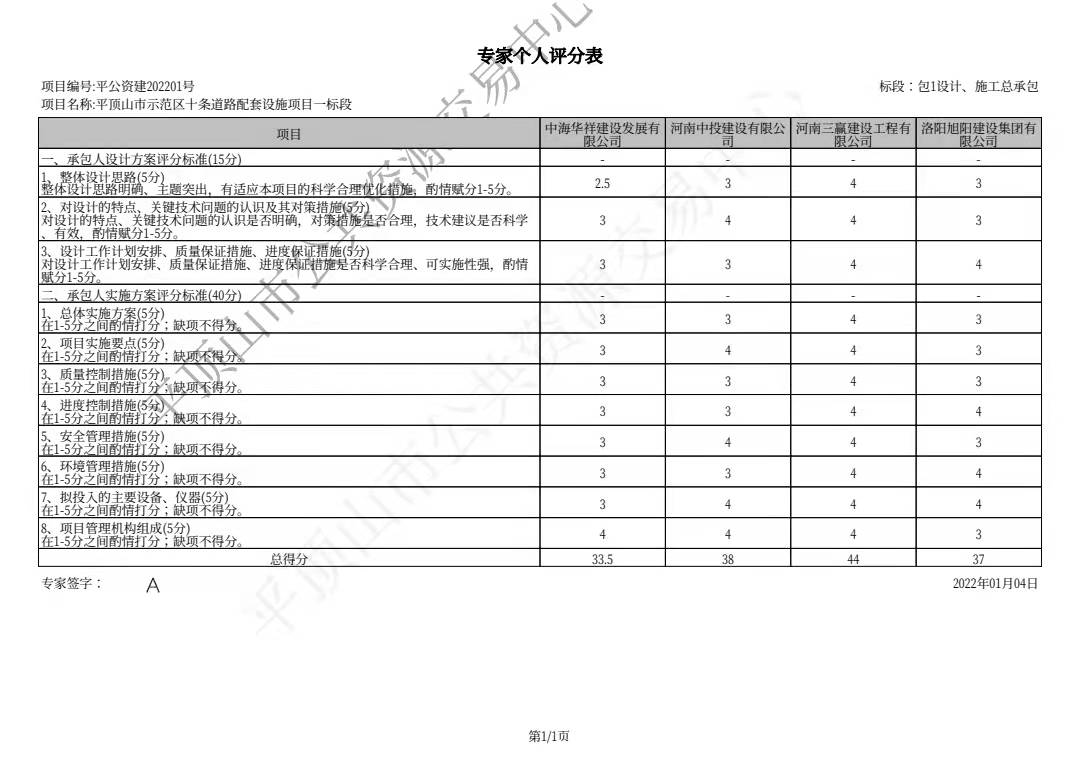 专家个人评分表
项目编号:平公资建202201号 标段：包1设计、施工总承包
项目名称:平顶山市示范区十条道路配套设施项目一标段
项目 中海华祥建设发展有限公司 河南中投建设有限公司 河南三赢建设工程有限公司 洛阳旭阳建设集团有限公司
一、承包人设计方案评分标准(15分) - - - -
1、整体设计思路(5分)
整体设计思路明确、主题突出，有适应本项目的科学合理优化措施，酌情赋分1-5分。 2.5 3 4 3
2、对设计的特点、关键技术问题的认识及其对策措施(5分)
对设计的特点、关键技术问题的认识是否明确，对策措施是否合理，技术建议是否科学
、有效，酌情赋分1-5分。 3 4 4 3
3、设计工作计划安排、质量保证措施、进度保证措施(5分)
对设计工作计划安排、质量保证措施、进度保证措施是否科学合理、可实施性强，酌情
赋分1-5分。 3 3 4 4
二、承包人实施方案评分标准(40分) - - - -
1、总体实施方案(5分)
在1-5分之间酌情打分；缺项不得分。 3 3 4 3
2、项目实施要点(5分)
在1-5分之间酌情打分；缺项不得分。 3 4 4 3
3、质量控制措施(5分)
在1-5分之间酌情打分；缺项不得分。 3 3 4 3
4、进度控制措施(5分)
在1-5分之间酌情打分；缺项不得分。 3 3 4 4
5、安全管理措施(5分)
在1-5分之间酌情打分；缺项不得分。 3 4 4 3
6、环境管理措施(5分)
在1-5分之间酌情打分；缺项不得分。 3 3 4 4
7、拟投入的主要设备、仪器(5分)
在1-5分之间酌情打分；缺项不得分。 3 4 4 4
8、项目管理机构组成(5分)
在1-5分之间酌情打分；缺项不得分。 4 4 4 3
总得分 33.5 38 44 37
专家签字： A 2022年01月04日
第1/1页
平顶山市公共资源交易中心
平顶山市公共资源交易中心